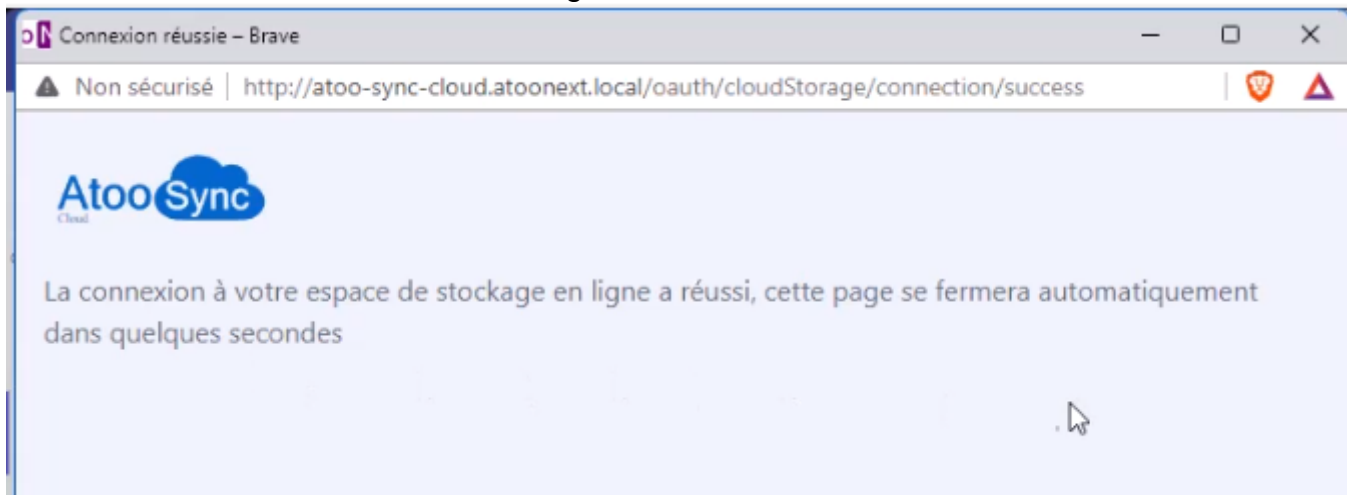 Connexion réussie – Brave
Non sécurisé | http://atoo-sync-cloud.atoonext.local/oauth/cloudStorage/connection/success
Atoo Sync
Cloud
La connexion à votre espace de stockage en ligne a réussi, cette page se fermera automatiquement
dans quelques secondes